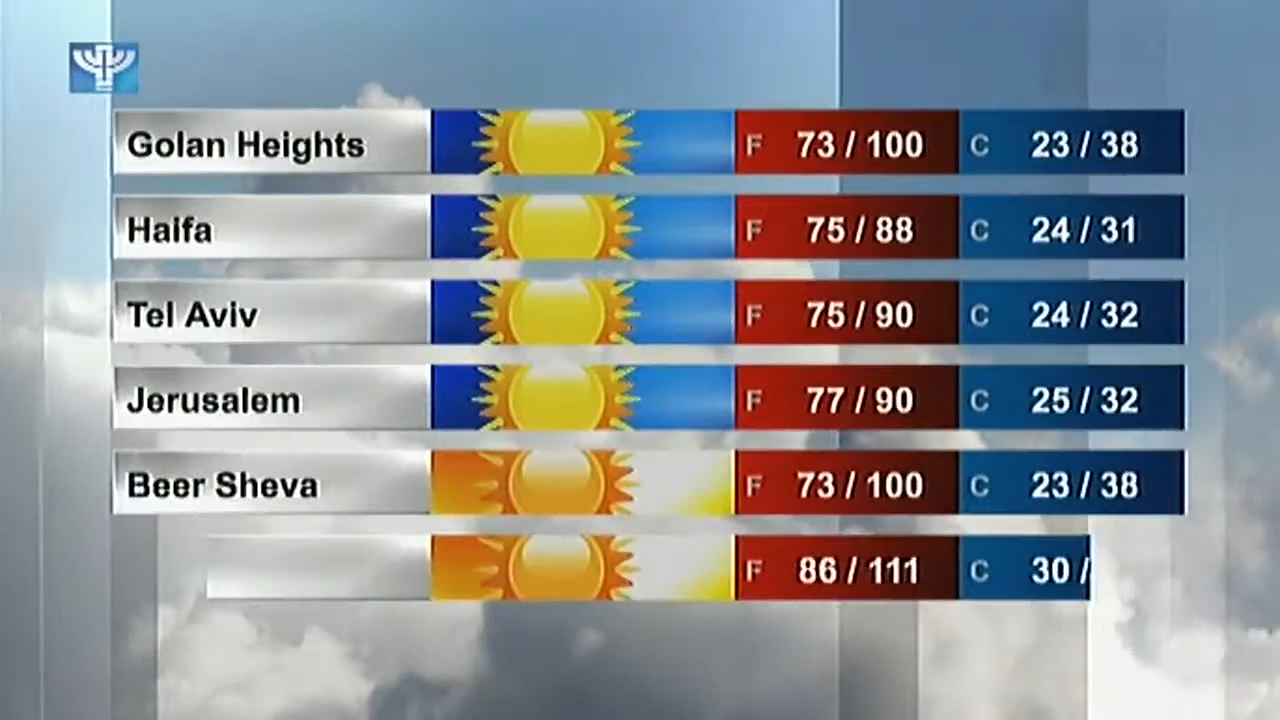 Golan Heights F 73 / 100 C 23 / 38
Haifa F 75 / 88 C 24 / 31
Tel Aviv F 75 / 90 C 24 / 32
Jerusalem F 77 / 90 C 25 / 32
Beer Sheva F 73 / 100 C 23 / 38
F 86 / 111 C 30 /